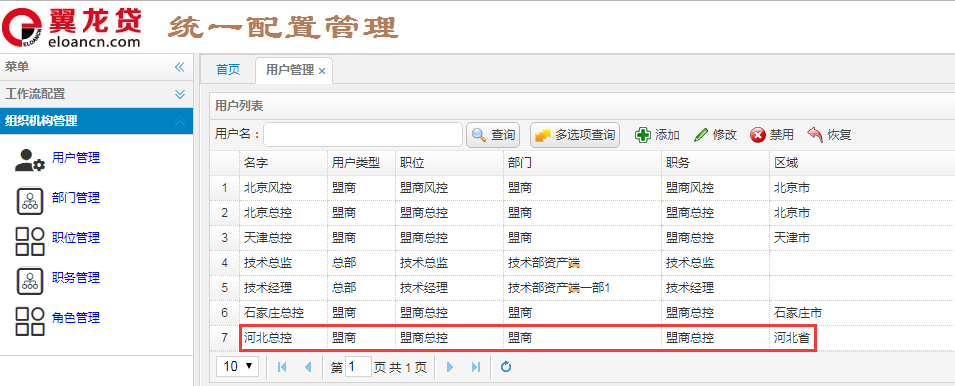 翼龙贷 统一配置管理
ELOANCN eloancn.com
菜单 首页 用户管理
工作流配置 用户列表
组织机构管理 用户名： 查询 多选项查询 添加 修改 禁用 恢复
用户管理
部门管理
职位管理
职务管理
角色管理
名字 用户类型 职位 部门 职务 区域
1 北京风控 盟商 盟商风控 盟商 盟商风控 北京市
2 北京总控 盟商 盟商总控 盟商 盟商总控 北京市
3 天津总控 盟商 盟商总控 盟商 盟商总控 天津市
4 技术总监 总部 技术总监 技术部资产端 技术总监
5 技术经理 总部 技术经理 技术部资产端一部1 技术经理
6 石家庄总控 盟商 盟商总控 盟商 盟商总控 石家庄市
7 河北总控 盟商 盟商总控 盟商 盟商总控 河北省
10 第 1 页 共 1 页